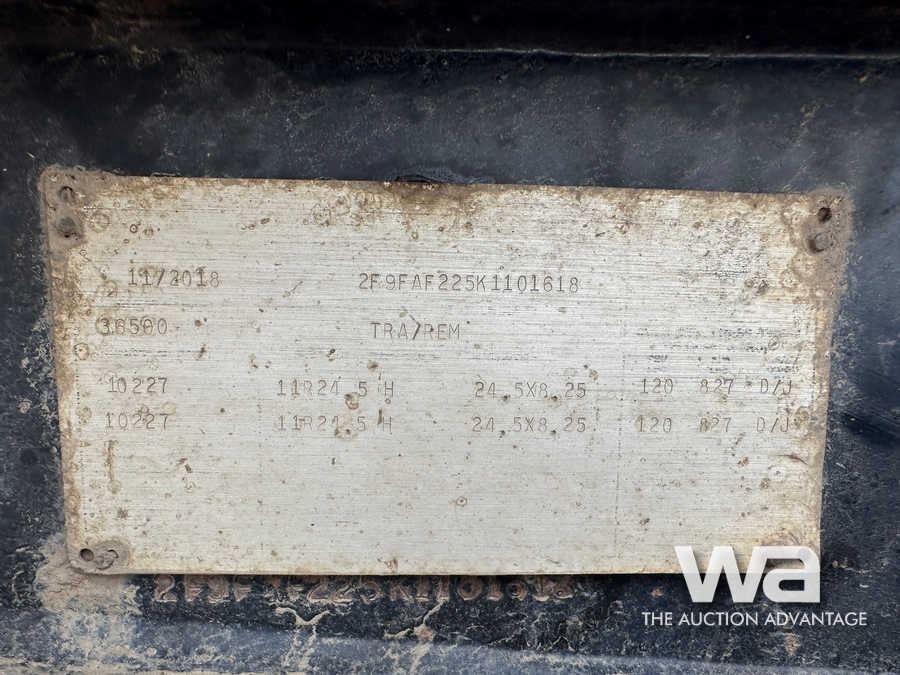 11/2018 2F9FAF225K1101618
36500 TRA/REM
10227 11R24.5 H 24.5X8.25 120 827 D/J
10227 11R24.5 H 24.5X8.25 120 827 D/J
2F9FAF225K1101618
wa
THE AUCTION ADVANTAGE